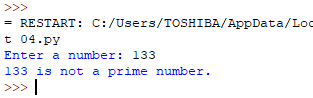 >>>
= RESTART: C:/Users/TOSHIBA/AppData/Loc
t 04.py
Enter a number: 133
133 is not a prime number.
>>>